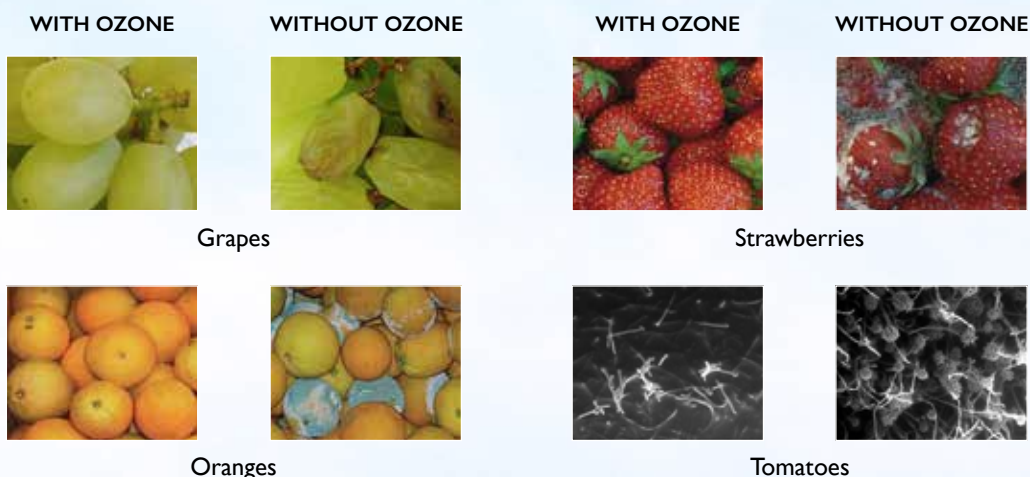 WITH OZONE WITHOUT OZONE WITH OZONE WITHOUT OZONE
Grapes Strawberries
Oranges Tomatoes